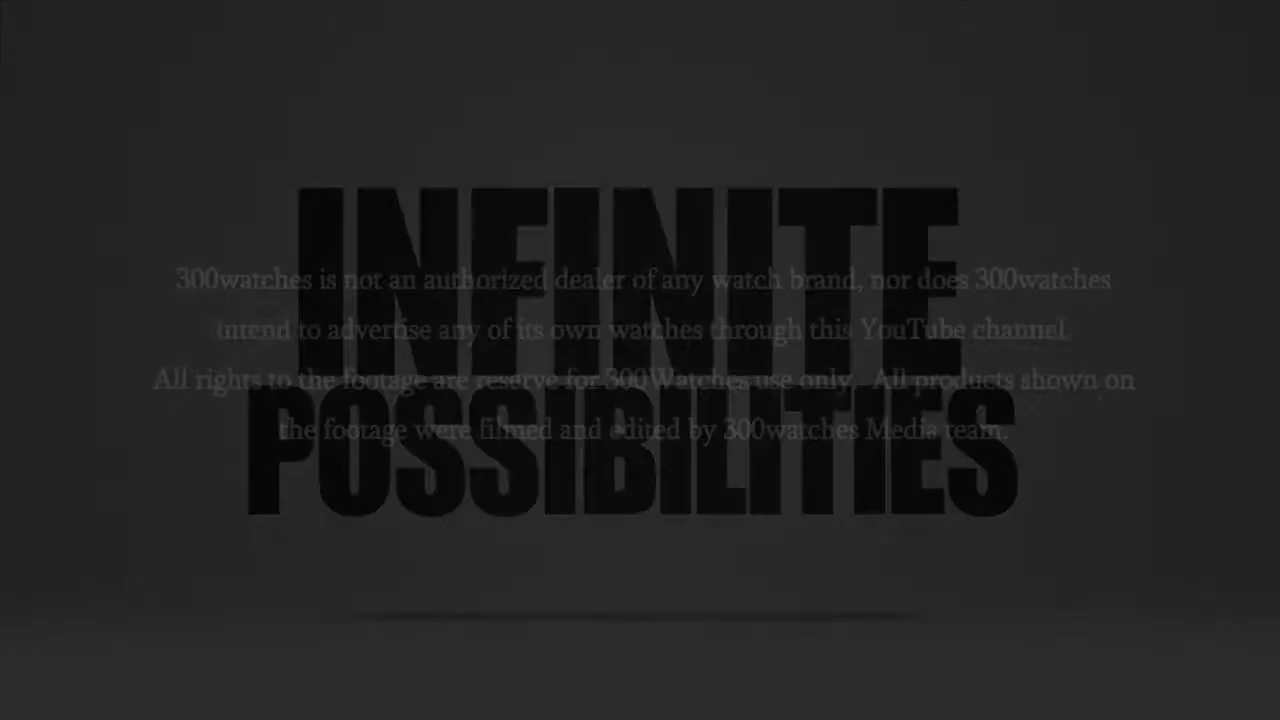 INFINITE
POSSIBILITIES
300watches is not an authorized dealer of any watch brand, nor does 300watches
intend to advertise any of its own watches through this YouTube channel.
All rights to the footage are reserve for 300Watches use only. All products shown on
the footage were filmed and edited by 300watches Media team.